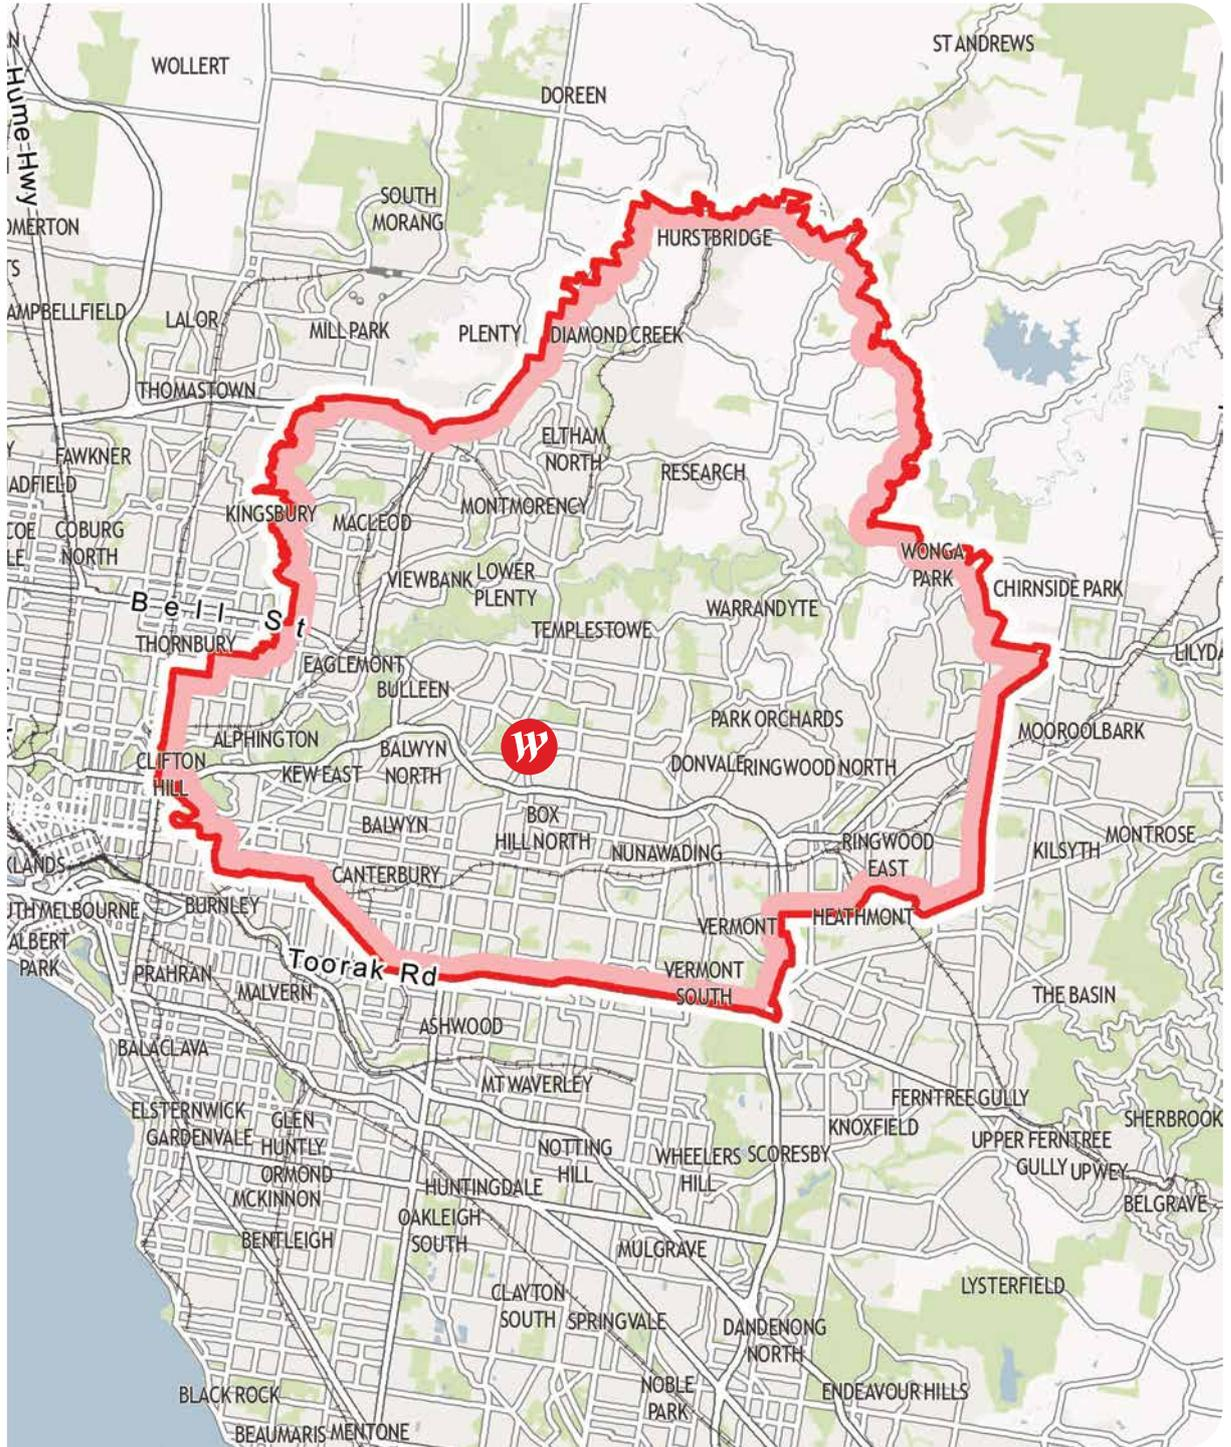 ST ANDREWS
WOLLERT
DOREEN
Hume Hwy
SOUTH
MORANG
OMERTON
HURSTBRIDGE
AMPBELLFIELD
LALOR
MILL PARK
PLENTY
DIAMOND CREEK
THOMASTOWN
ELTHAM
NORTH
FAWKNER
RESEARCH
ADFIELD
KINGSBURY
MACLEOD
MONTMORENCY
COE
LE
COBURG
NORTH
WONGA
PARK
VIEWBANK
LOWER
PLENTY
CHIRNSIDE PARK
Bell St
WARRANDYTE
THORNBURY
TEMPLESTOWE
EAGLEMONT
LILYDA
BULLEEN
PARK ORCHARDS
MOOROOLBARK
ALPHINGTON
CLIFTON
HILL
KEW EAST
BALWYN
NORTH
W
DONVALE
RINGWOOD NORTH
BALWYN
BOX
HILL NORTH
NUNAWADING
RINGWOOD
EAST
MONTROSE
KILSYTH
KLANDS
CANTERBURY
BURNLEY
UTH MELBOURNE
VERMONT
HEATHMONT
ALBERT
PARK
PRAHRAN
Toorak Rd
VERMONT
SOUTH
MALVERN
THE BASIN
ASHWOOD
BALACLAVA
MT WAVERLEY
FERNTREE GULLY
ELSTERNWICK
GARDENVALE
GLEN
HUNTLY
KNOXFIELD
SHERBROOK
UPPER FERNTREE
GULLY
UPWEY
NOTTING
HILL
WHEELERS
HILL
SCORESBY
ORMOND
MCKINNON
HUNTINGDALE
BELGRAVE
OAKLEIGH
SOUTH
BENTLEIGH
MULGRAVE
LYSTERFIELD
CLAYTON
SOUTH
SPRINGVALE
DANDENONG
NORTH
BLACK ROCK
NOBLE
PARK
ENDEAVOUR HILLS
BEAUMARIS
MENTONE